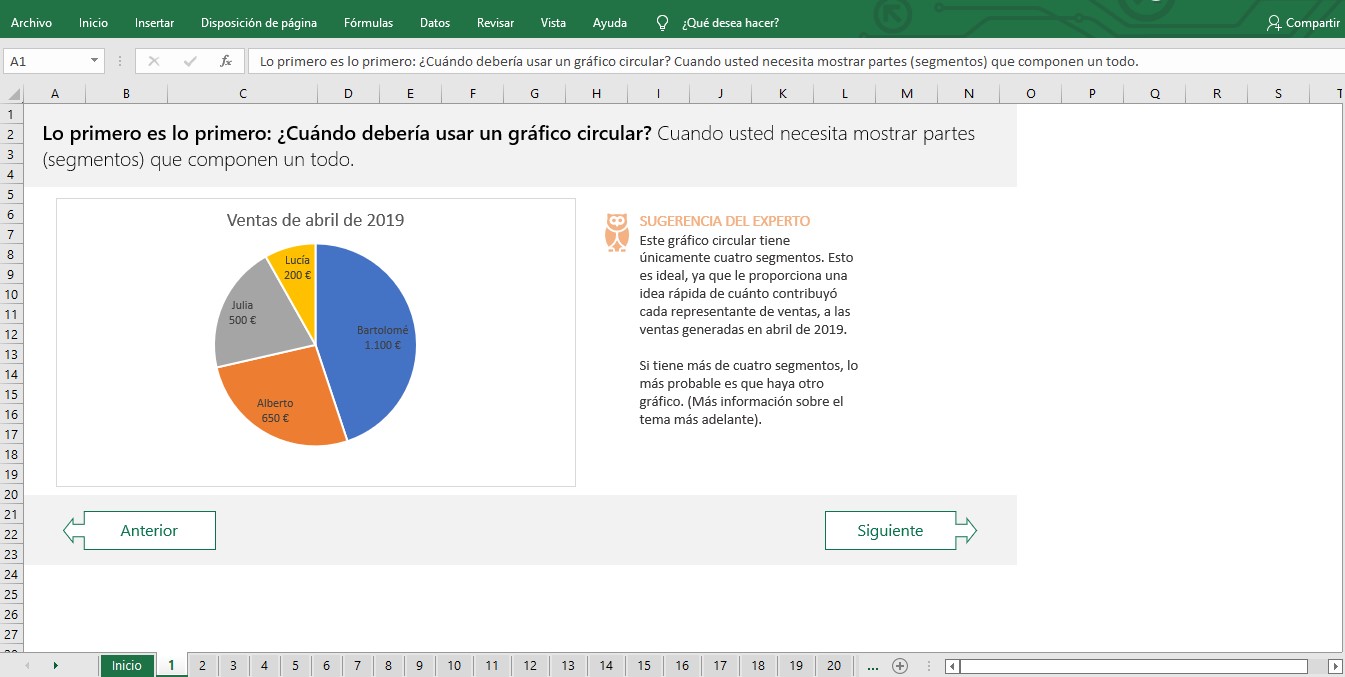 Archivo Inicio Insertar Disposición de página Fórmulas Datos Revisar Vista Ayuda ¿Qué desea hacer? Compartir
A1 fx Lo primero es lo primero: ¿Cuándo debería usar un gráfico circular? Cuando usted necesita mostrar partes (segmentos) que componen un todo.
A B C D E F G H I J K L M N O P Q R S T
1
2
3
4
5
6
7
8
9
10
11
12
13
14
15
16
17
18
19
20
21
22
23
24
25
26
27
28
Lo primero es lo primero: ¿Cuándo debería usar un gráfico circular? Cuando usted necesita mostrar partes
(segmentos) que componen un todo.
Ventas de abril de 2019
Lucía
200 €
Julia
500 €
Bartolomé
1.100 €
Alberto
650 €
SUGERENCIA DEL EXPERTO
Este gráfico circular tiene
únicamente cuatro segmentos. Esto
es ideal, ya que le proporciona una
idea rápida de cuánto contribuyó
cada representante de ventas, a las
ventas generadas en abril de 2019.
Si tiene más de cuatro segmentos, lo
más probable es que haya otro
gráfico. (Más información sobre el
tema más adelante).
Anterior
Siguiente
Inicio 1 2 3 4 5 6 7 8 9 10 11 12 13 14 15 16 17 18 19 20 ...